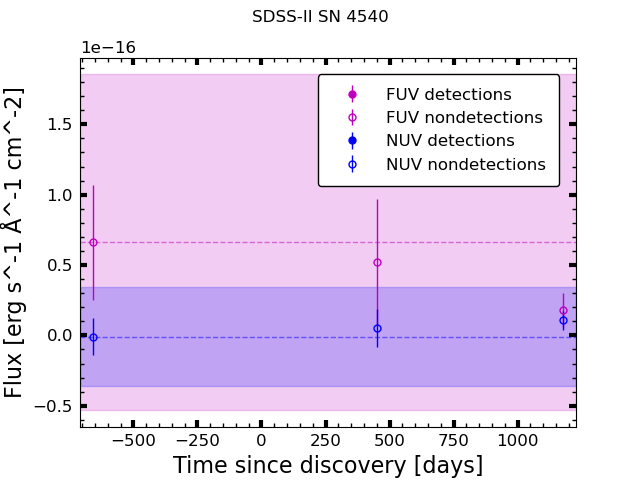 SDSS-II SN 4540
1e−16
FUV detections
FUV nondetections
NUV detections
NUV nondetections
1.5
1.0
0.5
0.0
−0.5
Flux [erg s^-1 Å^-1 cm^-2]
−500 −250 0 250 500 750 1000
Time since discovery [days]